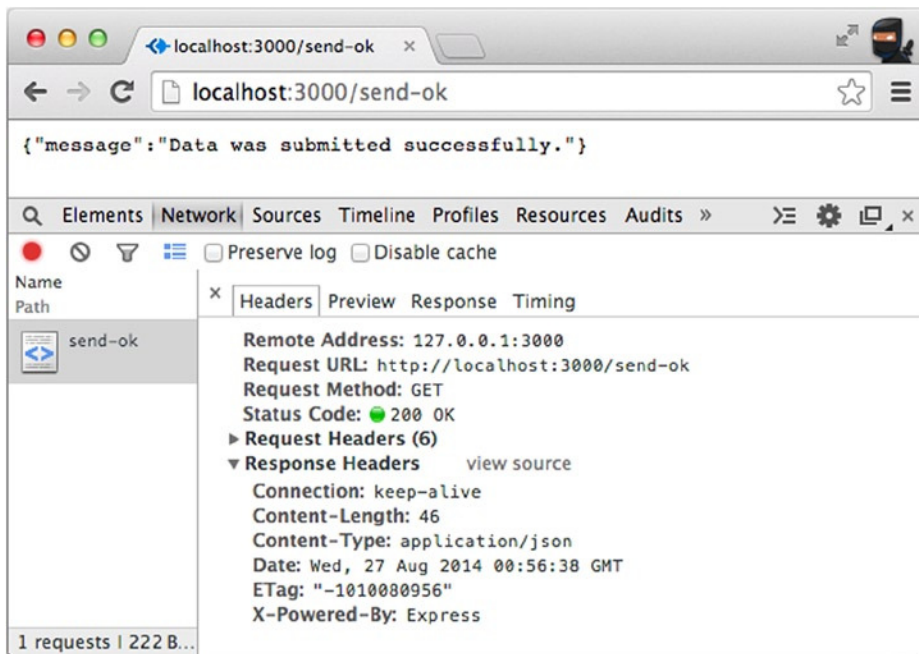 localhost:3000/send-ok ×
localhost:3000/send-ok
{"message":"Data was submitted successfully."}
Elements Network Sources Timeline Profiles Resources Audits »
Preserve log Disable cache
Name
Path
× Headers Preview Response Timing
send-ok
Remote Address: 127.0.0.1:3000
Request URL: http://localhost:3000/send-ok
Request Method: GET
Status Code: 200 OK
Request Headers (6)
Response Headers view source
Connection: keep-alive
Content-Length: 46
Content-Type: application/json
Date: Wed, 27 Aug 2014 00:56:38 GMT
ETag: "-1010080956"
X-Powered-By: Express
1 requests | 222 B...